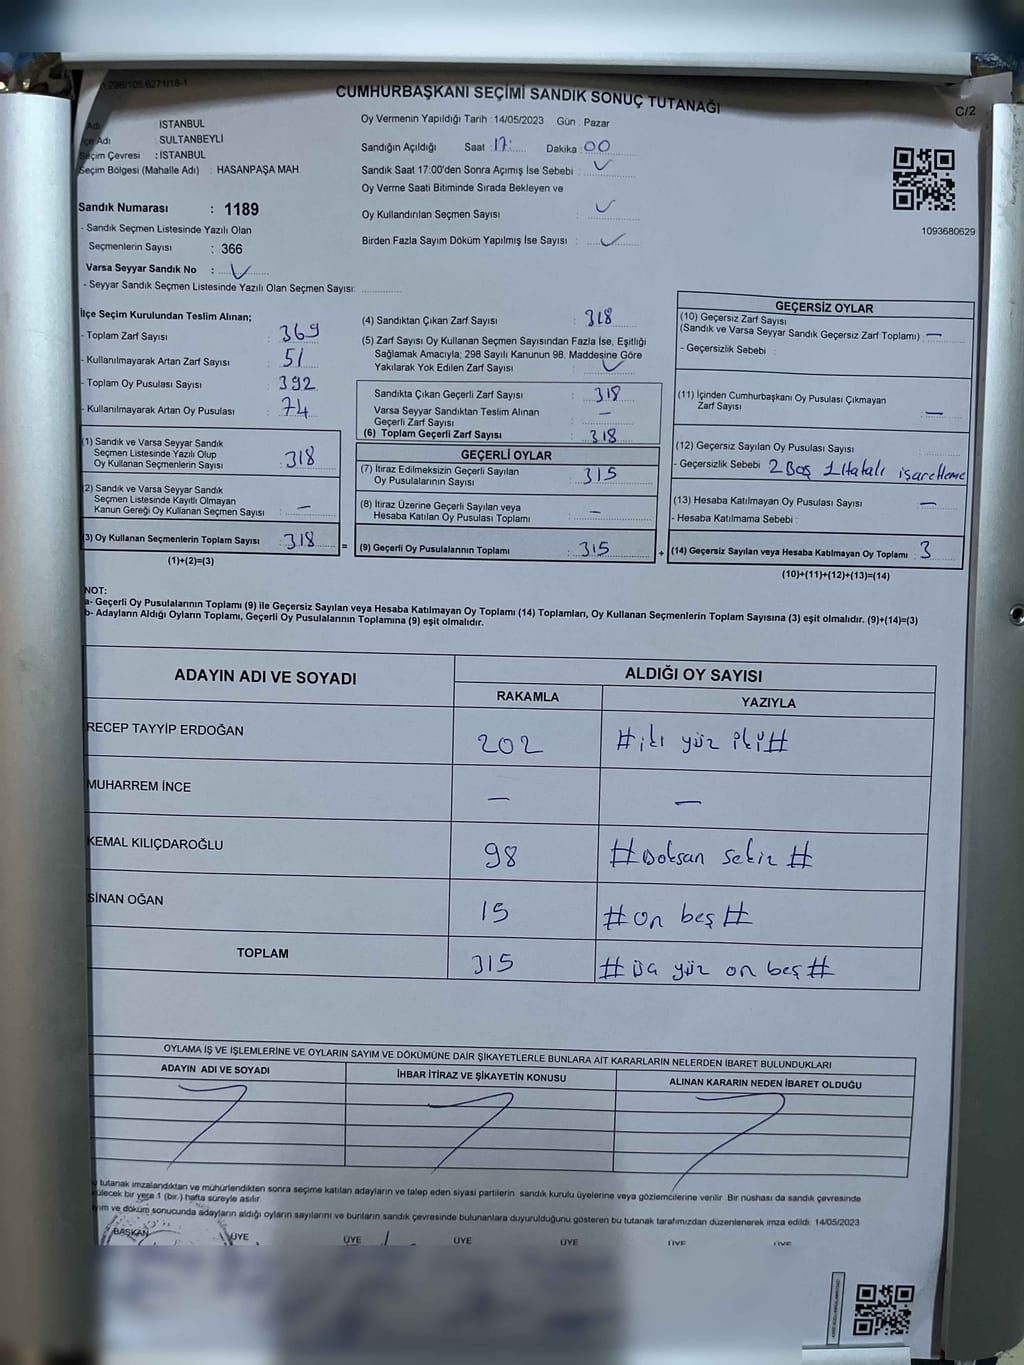 .298/105.6271/18-1
CUMHURBAŞKANI SEÇİMİ SANDIK SONUÇ TUTANAĞI
C/2
Adı : İSTANBUL
Adı : SULTANBEYLİ
Seçim Çevresi : İSTANBUL
Seçim Bölgesi (Mahalle Adı) : HASANPAŞA MAH
Sandık Numarası : 1189
- Sandık Seçmen Listesinde Yazılı Olan
Seçmenlerin Sayısı : 366
Varsa Seyyar Sandık No :
- Seyyar Sandık Seçmen Listesinde Yazılı Olan Seçmen Sayısı:
Oy Vermenin Yapıldığı Tarih : 14/05/2023 Gün : Pazar
Sandığın Açıldığı Saat : 17: Dakika : 00
Sandık Saat 17:00'den Sonra Açımış İse Sebebi :
Oy Verme Saati Bitiminde Sırada Bekleyen ve
Oy Kullandırılan Seçmen Sayısı :
Birden Fazla Sayım Döküm Yapılmış İse Sayısı :
1093680629
İlçe Seçim Kurulundan Teslim Alınan;
- Toplam Zarf Sayısı : 369
- Kullanılmayarak Artan Zarf Sayısı : 51
- Toplam Oy Pusulası Sayısı : 392
- Kullanılmayarak Artan Oy Pusulası : 74
(1) Sandık ve Varsa Seyyar Sandık
Seçmen Listesinde Yazılı Olup
Oy Kullanan Seçmenlerin Sayısı : 318
(2) Sandık ve Varsa Seyyar Sandık
Seçmen Listesinde Kayıtlı Olmayan
Kanun Gereği Oy Kullanan Seçmen Sayısı : —
(3) Oy Kullanan Seçmenlerin Toplam Sayısı : 318 =
(1)+(2)=(3)
(4) Sandıktan Çıkan Zarf Sayısı : 318
(5) Zarf Sayısı Oy Kullanan Seçmen Sayısından Fazla İse, Eşitliği
Sağlamak Amacıyla; 298 Sayılı Kanunun 98. Maddesine Göre
Yakılarak Yok Edilen Zarf Sayısı :
Sandıkta Çıkan Geçerli Zarf Sayısı : 318
Varsa Seyyar Sandıktan Teslim Alınan
Geçerli Zarf Sayısı : —
(6) Toplam Geçerli Zarf Sayısı : 318
GEÇERLİ OYLAR
(7) İtiraz Edilmeksizin Geçerli Sayılan
Oy Pusulalarının Sayısı : 315
(8) İtiraz Üzerine Geçerli Sayılan veya
Hesaba Katılan Oy Pusulası Toplamı : —
(9) Geçerli Oy Pusulalarının Toplamı : 315 +
GEÇERSİZ OYLAR
(10) Geçersiz Zarf Sayısı
(Sandık ve Varsa Seyyar Sandık Geçersiz Zarf Toplamı) : —
- Geçersizlik Sebebi :
(11) İçinden Cumhurbaşkanı Oy Pusulası Çıkmayan
Zarf Sayısı : —
(12) Geçersiz Sayılan Oy Pusulası Sayısı :
- Geçersizlik Sebebi : 2 Boş 1 Hatalı işaretleme
(13) Hesaba Katılmayan Oy Pusulası Sayısı : —
- Hesaba Katılmama Sebebi :
(14) Geçersiz Sayılan veya Hesaba Katılmayan Oy Toplamı : 3
(10)+(11)+(12)+(13)=(14)
NOT:
a- Geçerli Oy Pusulalarının Toplamı (9) ile Geçersiz Sayılan veya Hesaba Katılmayan Oy Toplamı (14) Toplamları, Oy Kullanan Seçmenlerin Toplam Sayısına (3) eşit olmalıdır. (9)+(14)=(3)
b- Adayların Aldığı Oyların Toplamı, Geçerli Oy Pusulalarının Toplamına (9) eşit olmalıdır.
ADAYIN ADI VE SOYADI ALDIĞI OY SAYISI
RAKAMLA YAZIYLA
RECEP TAYYİP ERDOĞAN 202 #iki yüz iki#
MUHARREM İNCE — —
KEMAL KILIÇDAROĞLU 98 #Doksan sekiz#
SİNAN OĞAN 15 #on beş#
TOPLAM 315 #üç yüz on beş#
OYLAMA İŞ VE İŞLEMLERİNE VE OYLARIN SAYIM VE DÖKÜMÜNE DAİR ŞİKAYETLERLE BUNLARA AİT KARARLARIN NELERDEN İBARET BULUNDUKLARI
ADAYIN ADI VE SOYADI İHBAR İTİRAZ VE ŞİKAYETİN KONUSU ALINAN KARARIN NEDEN İBARET OLDUĞU
u tutanak imzalandıktan ve mühürlendikten sonra seçime katılan adayların ve talep eden siyasi partilerin sandık kurulu üyelerine veya gözlemcilerine verilir. Bir nüshası da sandık çevresinde
ülecek bir yere 1 (bir.) hafta süreyle asılır.
yım ve döküm sonucunda adayların aldığı oyların sayılarını ve bunların sandık çevresinde bulunanlara duyurulduğunu gösteren bu tutanak tarafımızdan düzenlenerek imza edildi. 14/05/2023
BAŞKAN ÜYE ÜYE ÜYE ÜYE ÜYE ÜYE